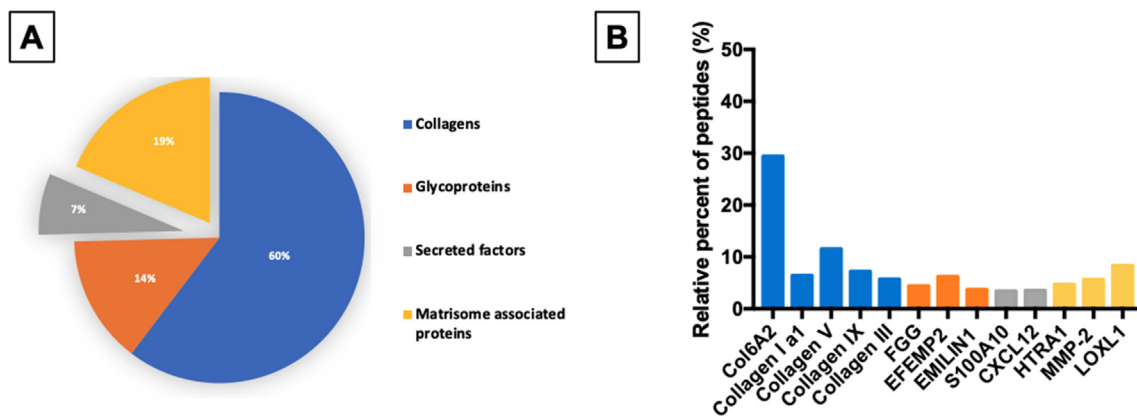 A
19%
7%
14%
60%
Collagens
Glycoproteins
Secreted factors
Matrisome associated
proteins
B
Relative percent of peptides (%)
50
40
30
20
10
0
Col6A2
Collagen I a1
Collagen V
Collagen IX
Collagen III
FGG
EFEMP2
EMILIN1
S100A10
CXCL12
HTRA1
MMP-2
LOXL1